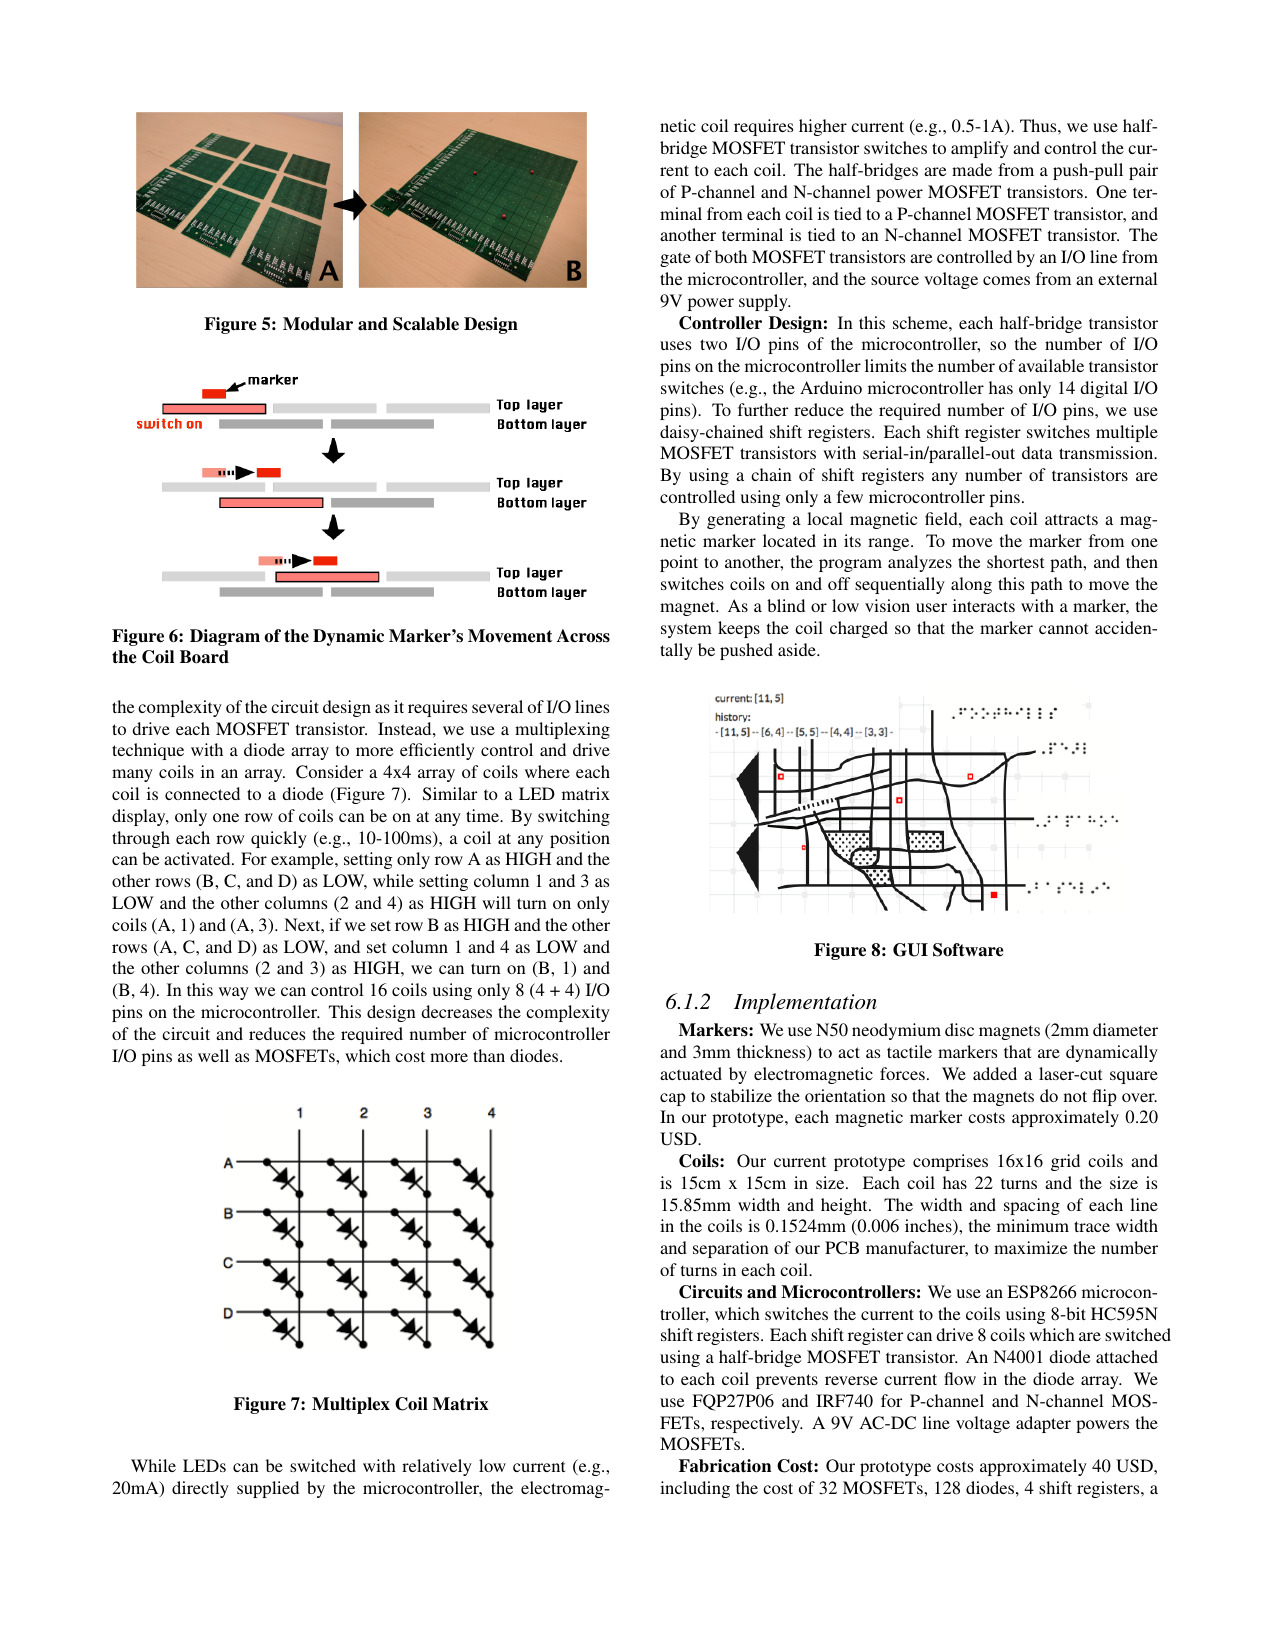 A
B
Figure 5: Modular and Scalable Design
marker
Top layer
switch on
Bottom layer
Top layer
Bottom layer
Top layer
Bottom layer
Figure 6: Diagram of the Dynamic Marker's Movement Across
the Coil Board
the complexity of the circuit design as it requires several of I/O lines
to drive each MOSFET transistor. Instead, we use a multiplexing
technique with a diode array to more efficiently control and drive
many coils in an array. Consider a 4x4 array of coils where each
coil is connected to a diode (Figure 7). Similar to a LED matrix
display, only one row of coils can be on at any time. By switching
through each row quickly (e.g., 10-100ms), a coil at any position
can be activated. For example, setting only row A as HIGH and the
other rows (B, C, and D) as LOW, while setting column 1 and 3 as
LOW and the other columns (2 and 4) as HIGH will turn on only
coils (A, 1) and (A, 3). Next, if we set row B as HIGH and the other
rows (A, C, and D) as LOW, and set column 1 and 4 as LOW and
the other columns (2 and 3) as HIGH, we can turn on (B, 1) and
(B, 4). In this way we can control 16 coils using only 8 (4 + 4) I/O
pins on the microcontroller. This design decreases the complexity
of the circuit and reduces the required number of microcontroller
I/O pins as well as MOSFETs, which cost more than diodes.
1 2 3 4
A
B
C
D
Figure 7: Multiplex Coil Matrix
While LEDs can be switched with relatively low current (e.g.,
20mA) directly supplied by the microcontroller, the electromag-
netic coil requires higher current (e.g., 0.5-1A). Thus, we use half-
bridge MOSFET transistor switches to amplify and control the cur-
rent to each coil. The half-bridges are made from a push-pull pair
of P-channel and N-channel power MOSFET transistors. One ter-
minal from each coil is tied to a P-channel MOSFET transistor, and
another terminal is tied to an N-channel MOSFET transistor. The
gate of both MOSFET transistors are controlled by an I/O line from
the microcontroller, and the source voltage comes from an external
9V power supply.
Controller Design: In this scheme, each half-bridge transistor
uses two I/O pins of the microcontroller, so the number of I/O
pins on the microcontroller limits the number of available transistor
switches (e.g., the Arduino microcontroller has only 14 digital I/O
pins). To further reduce the required number of I/O pins, we use
daisy-chained shift registers. Each shift register switches multiple
MOSFET transistors with serial-in/parallel-out data transmission.
By using a chain of shift registers any number of transistors are
controlled using only a few microcontroller pins.
By generating a local magnetic field, each coil attracts a mag-
netic marker located in its range. To move the marker from one
point to another, the program analyzes the shortest path, and then
switches coils on and off sequentially along this path to move the
magnet. As a blind or low vision user interacts with a marker, the
system keeps the coil charged so that the marker cannot acciden-
tally be pushed aside.
current: [11, 5]
history:
- [11, 5] -- [6, 4] -- [5, 5] -- [4, 4] -- [3, 3] -
Figure 8: GUI Software
6.1.2 Implementation
Markers: We use N50 neodymium disc magnets (2mm diameter
and 3mm thickness) to act as tactile markers that are dynamically
actuated by electromagnetic forces. We added a laser-cut square
cap to stabilize the orientation so that the magnets do not flip over.
In our prototype, each magnetic marker costs approximately 0.20
USD.
Coils: Our current prototype comprises 16x16 grid coils and
is 15cm x 15cm in size. Each coil has 22 turns and the size is
15.85mm width and height. The width and spacing of each line
in the coils is 0.1524mm (0.006 inches), the minimum trace width
and separation of our PCB manufacturer, to maximize the number
of turns in each coil.
Circuits and Microcontrollers: We use an ESP8266 microcon-
troller, which switches the current to the coils using 8-bit HC595N
shift registers. Each shift register can drive 8 coils which are switched
using a half-bridge MOSFET transistor. An N4001 diode attached
to each coil prevents reverse current flow in the diode array. We
use FQP27P06 and IRF740 for P-channel and N-channel MOS-
FETs, respectively. A 9V AC-DC line voltage adapter powers the
MOSFETs.
Fabrication Cost: Our prototype costs approximately 40 USD,
including the cost of 32 MOSFETs, 128 diodes, 4 shift registers, a